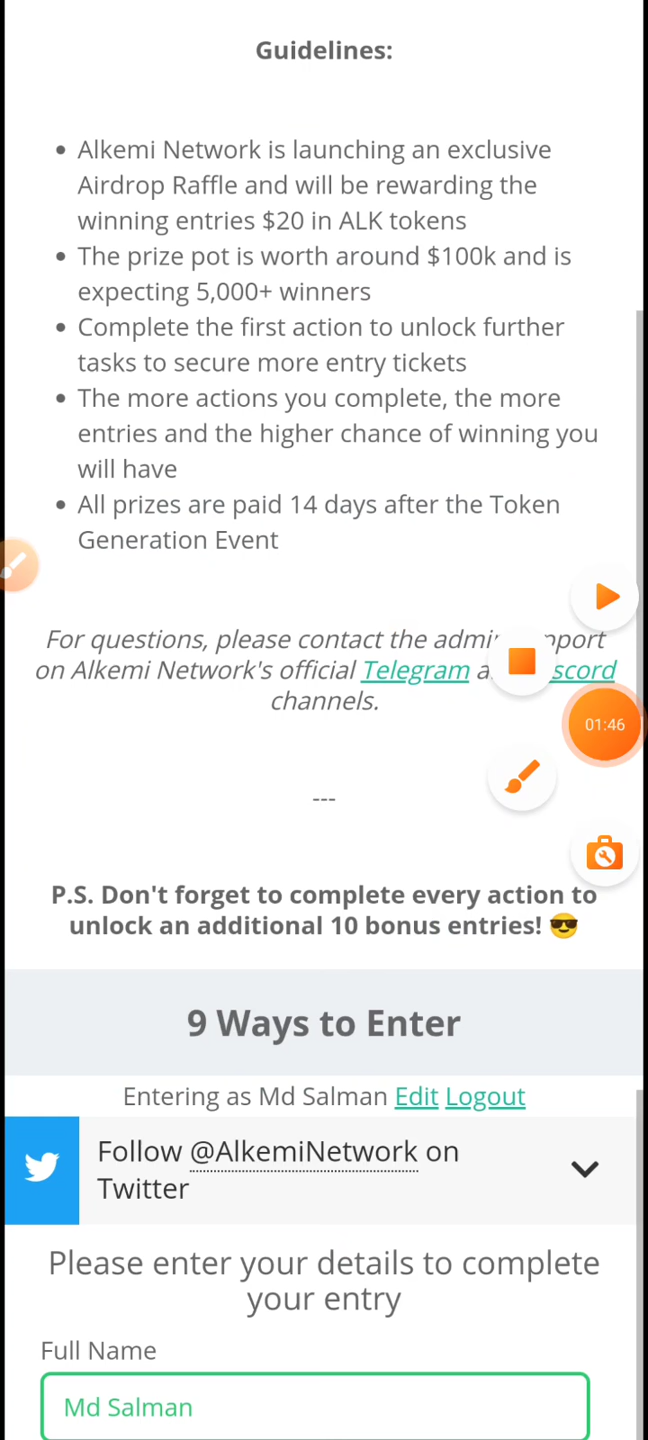 Guidelines:
Alkemi Network is launching an exclusive
Airdrop Raffle and will be rewarding the
winning entries $20 in ALK tokens
The prize pot is worth around $100k and is
expecting 5,000+ winners
Complete the first action to unlock further
tasks to secure more entry tickets
The more actions you complete, the more
entries and the higher chance of winning you
will have
All prizes are paid 14 days after the Token
Generation Event
For questions, please contact the
on Alkemi Network's official Telegram
channels.
01:46
---
P.S. Don't forget to complete every action to
unlock an additional 10 bonus entries! 😎
9 Ways to Enter
Entering as Md Salman Edit Logout
Follow @AlkemiNetwork on
Twitter
Please enter your details to complete
your entry
Full Name
Md Salman